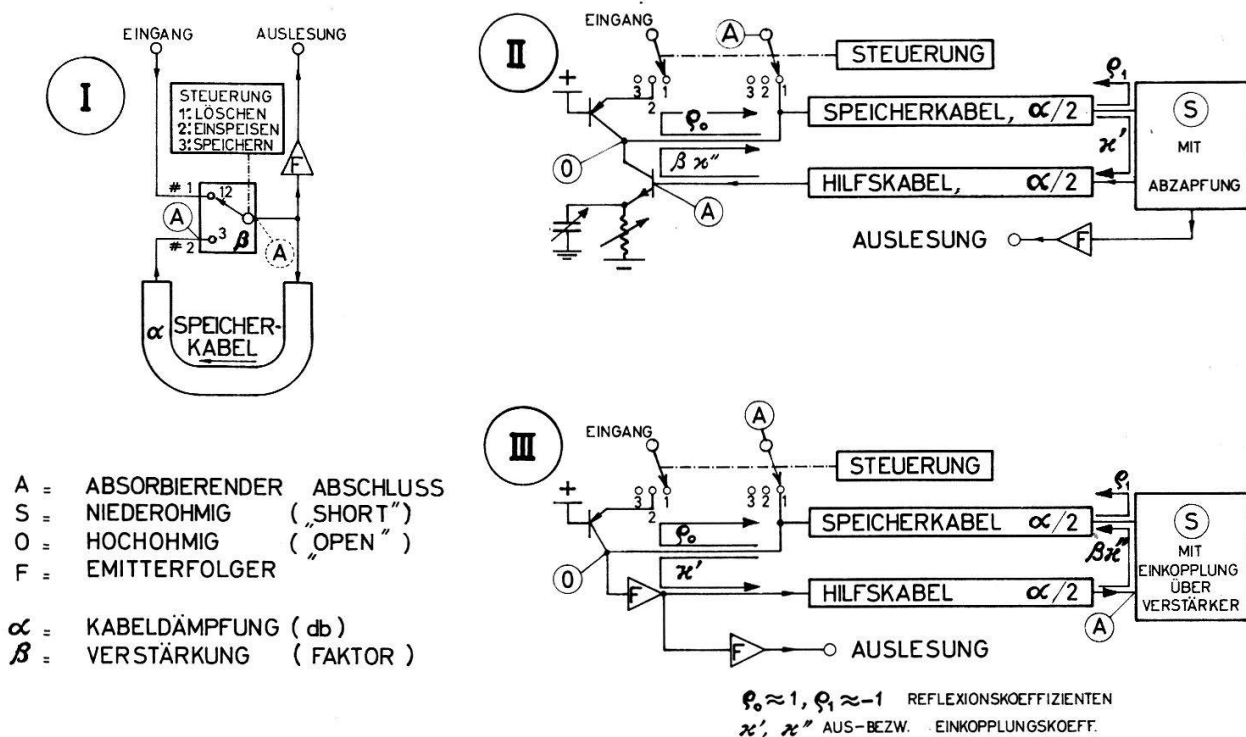 I
EINGANG
AUSLESUNG
STEUERUNG
1: LÖSCHEN
2: EINSPEISEN
3: SPEICHERN
F
# 1
12
A
3
# 2
β
A
α
SPEICHER-
KABEL
II
EINGANG
A
STEUERUNG
+
3 2 1
3 2 1
ϱ₀
SPEICHERKABEL, α/2
ϱ₁
S
MIT
ABZAPFUNG
O
β ϰ"
ϰ'
HILFSKABEL, α/2
A
AUSLESUNG
F
III
EINGANG
A
STEUERUNG
+
3 2 1
3 2 1
ϱ₀
SPEICHERKABEL α/2
ϱ₁
S
MIT
EINKOPPLUNG
ÜBER
VERSTÄRKER
O
ϰ'
βϰ"
F
HILFSKABEL α/2
A
F
AUSLESUNG
A = ABSORBIERENDER ABSCHLUSS
S = NIEDEROHMIG („SHORT")
O = HOCHOHMIG („OPEN")
F = EMITTERFOLGER "
α = KABELDÄMPFUNG (db)
β = VERSTÄRKUNG (FAKTOR)
ϱ₀≈1, ϱ₁≈-1 REFLEXIONSKOEFFIZIENTEN
ϰ', ϰ" AUS-BEZW. EINKOPPLUNGSKOEFF.